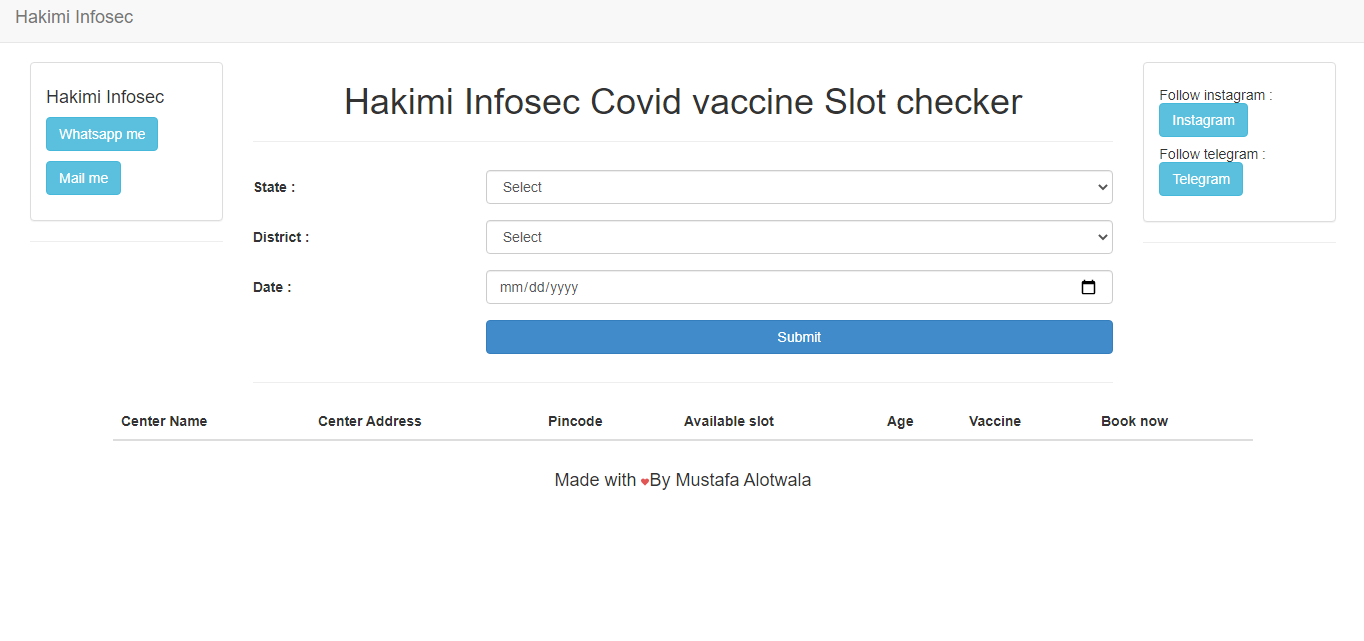 Hakimi Infosec
Hakimi Infosec
Whatsapp me
Mail me
Hakimi Infosec Covid vaccine Slot checker
State :
Select
District :
Select
Date :
mm/dd/yyyy
Submit
Follow instagram :
Instagram
Follow telegram :
Telegram
Center Name Center Address Pincode Available slot Age Vaccine Book now
Made with ❤By Mustafa Alotwala